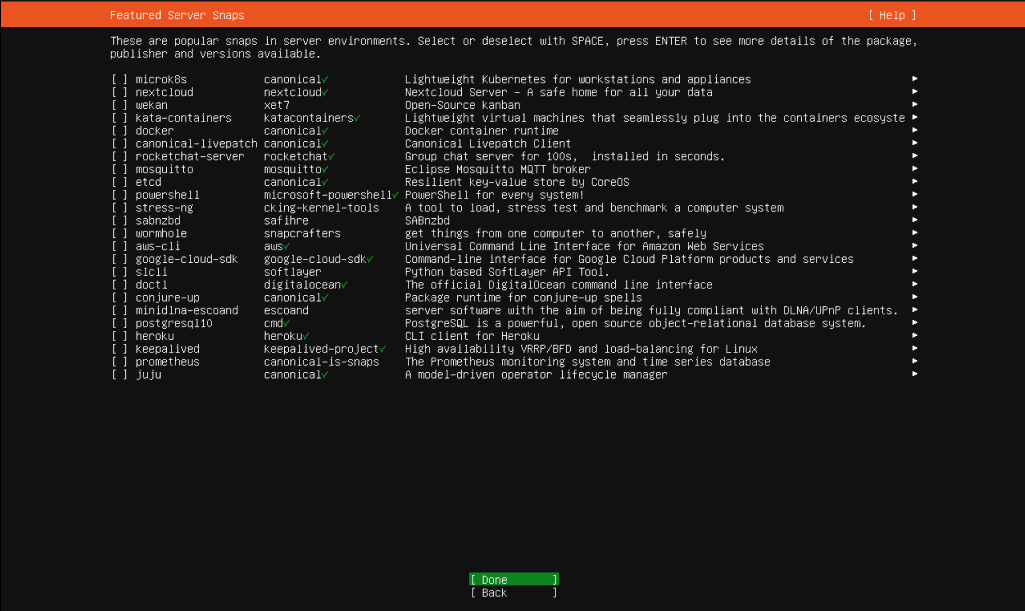 Featured Server Snaps [ Help ]
These are popular snaps in server environments. Select or deselect with SPACE, press ENTER to see more details of the package,
publisher and versions available.
[ ] microk8s canonical✓ Lightweight Kubernetes for workstations and appliances ▸
[ ] nextcloud nextcloud✓ Nextcloud Server - A safe home for all your data ▸
[ ] wekan xet7 Open-Source kanban ▸
[ ] kata-containers katacontainers✓ Lightweight virtual machines that seamlessly plug into the containers ecosyste ▸
[ ] docker canonical✓ Docker container runtime ▸
[ ] canonical-livepatch canonical✓ Canonical Livepatch Client ▸
[ ] rocketchat-server rocketchat✓ Group chat server for 100s,  installed in seconds. ▸
[ ] mosquitto mosquitto✓ Eclipse Mosquitto MQTT broker ▸
[ ] etcd canonical✓ Resilient key-value store by CoreOS ▸
[ ] powershell microsoft-powershell✓ PowerShell for every system! ▸
[ ] stress-ng cking-kernel-tools A tool to load, stress test and benchmark a computer system ▸
[ ] sabnzbd safihre SABnzbd ▸
[ ] wormhole snapcrafters get things from one computer to another, safely ▸
[ ] aws-cli aws✓ Universal Command Line Interface for Amazon Web Services ▸
[ ] google-cloud-sdk google-cloud-sdk✓ Command-line interface for Google Cloud Platform products and services ▸
[ ] slcli softlayer Python based SoftLayer API Tool. ▸
[ ] doctl digitalocean✓ The official DigitalOcean command line interface ▸
[ ] conjure-up canonical✓ Package runtime for conjure-up spells ▸
[ ] minidlna-escoand escoand server software with the aim of being fully compliant with DLNA/UPnP clients. ▸
[ ] postgresql10 cmd✓ PostgreSQL is a powerful, open source object-relational database system. ▸
[ ] heroku heroku✓ CLI client for Heroku ▸
[ ] keepalived keepalived-project✓ High availability VRRP/BFD and load-balancing for Linux ▸
[ ] prometheus canonical-is-snaps The Prometheus monitoring system and time series database ▸
[ ] juju canonical✓ A model-driven operator lifecycle manager ▸
[ Done ]
[ Back ]